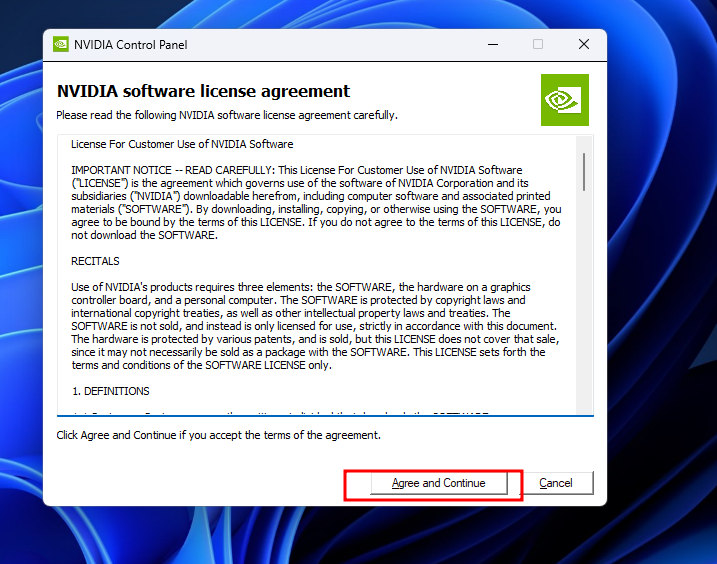 NVIDIA Control Panel
NVIDIA software license agreement
Please read the following NVIDIA software license agreement carefully.
License For Customer Use of NVIDIA Software
IMPORTANT NOTICE -- READ CAREFULLY: This License For Customer Use of NVIDIA Software
("LICENSE") is the agreement which governs use of the software of NVIDIA Corporation and its
subsidiaries ("NVIDIA") downloadable herefrom, including computer software and associated printed
materials ("SOFTWARE"). By downloading, installing, copying, or otherwise using the SOFTWARE, you
agree to be bound by the terms of this LICENSE. If you do not agree to the terms of this LICENSE, do
not download the SOFTWARE.
RECITALS
Use of NVIDIA's products requires three elements: the SOFTWARE, the hardware on a graphics
controller board, and a personal computer. The SOFTWARE is protected by copyright laws and
international copyright treaties, as well as other intellectual property laws and treaties. The
SOFTWARE is not sold, and instead is only licensed for use, strictly in accordance with this document.
The hardware is protected by various patents, and is sold, but this LICENSE does not cover that sale,
since it may not necessarily be sold as a package with the SOFTWARE. This LICENSE sets forth the
terms and conditions of the SOFTWARE LICENSE only.
1. DEFINITIONS
Click Agree and Continue if you accept the terms of the agreement.
Agree and Continue
Cancel